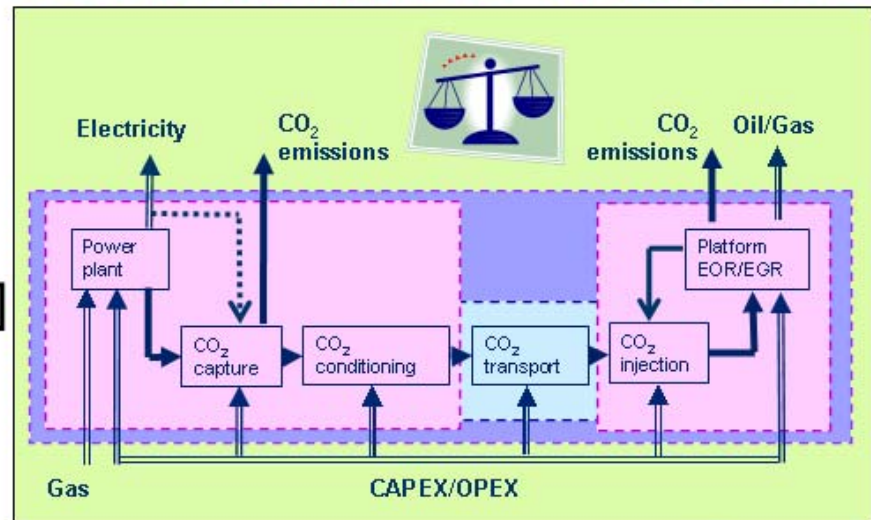 Electricity
CO₂
emissions
CO₂
emissions
Oil/Gas
Power
plant
Platform
EOR/EGR
CO₂
capture
CO₂
conditioning
CO₂
transport
CO₂
injection
Gas
CAPEX/OPEX